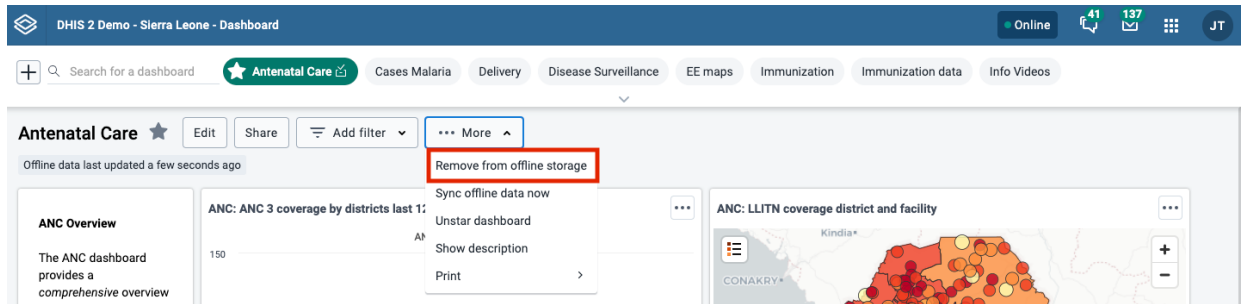 DHIS 2 Demo - Sierra Leone - Dashboard
Online
41
137
JT
Search for a dashboard
Antenatal Care
Cases Malaria
Delivery
Disease Surveillance
EE maps
Immunization
Immunization data
Info Videos
Antenatal Care
Edit
Share
Add filter
More
Offline data last updated a few seconds ago
Remove from offline storage
Sync offline data now
Unstar dashboard
Show description
Print
ANC Overview
The ANC dashboard
provides a
comprehensive overview
ANC: ANC 3 coverage by districts last 12
150
ANC: LLITN coverage district and facility
Kindia
CONAKRY
+
−